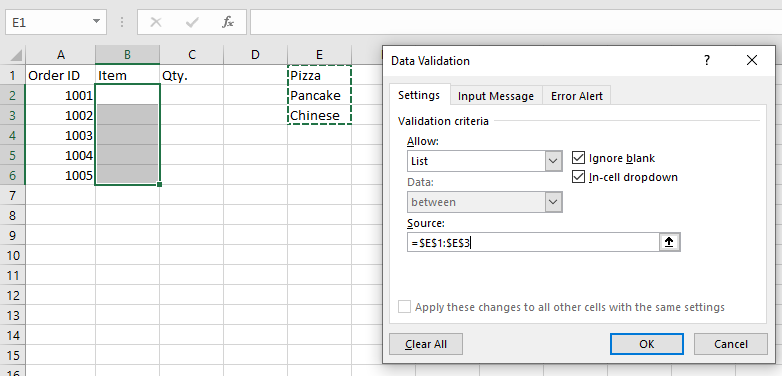 E1
fx
A B C D E
1 Order ID Item Qty. Pizza
2 1001 Pancake
3 1002 Chinese
4 1003
5 1004
6 1005
7
8
9
10
11
12
13
14
15
Data Validation ?
Settings Input Message Error Alert
Validation criteria
Allow:
List Ignore blank
In-cell dropdown
Data:
between
Source:
=$E$1:$E$3
Apply these changes to all other cells with the same settings
Clear All OK Cancel